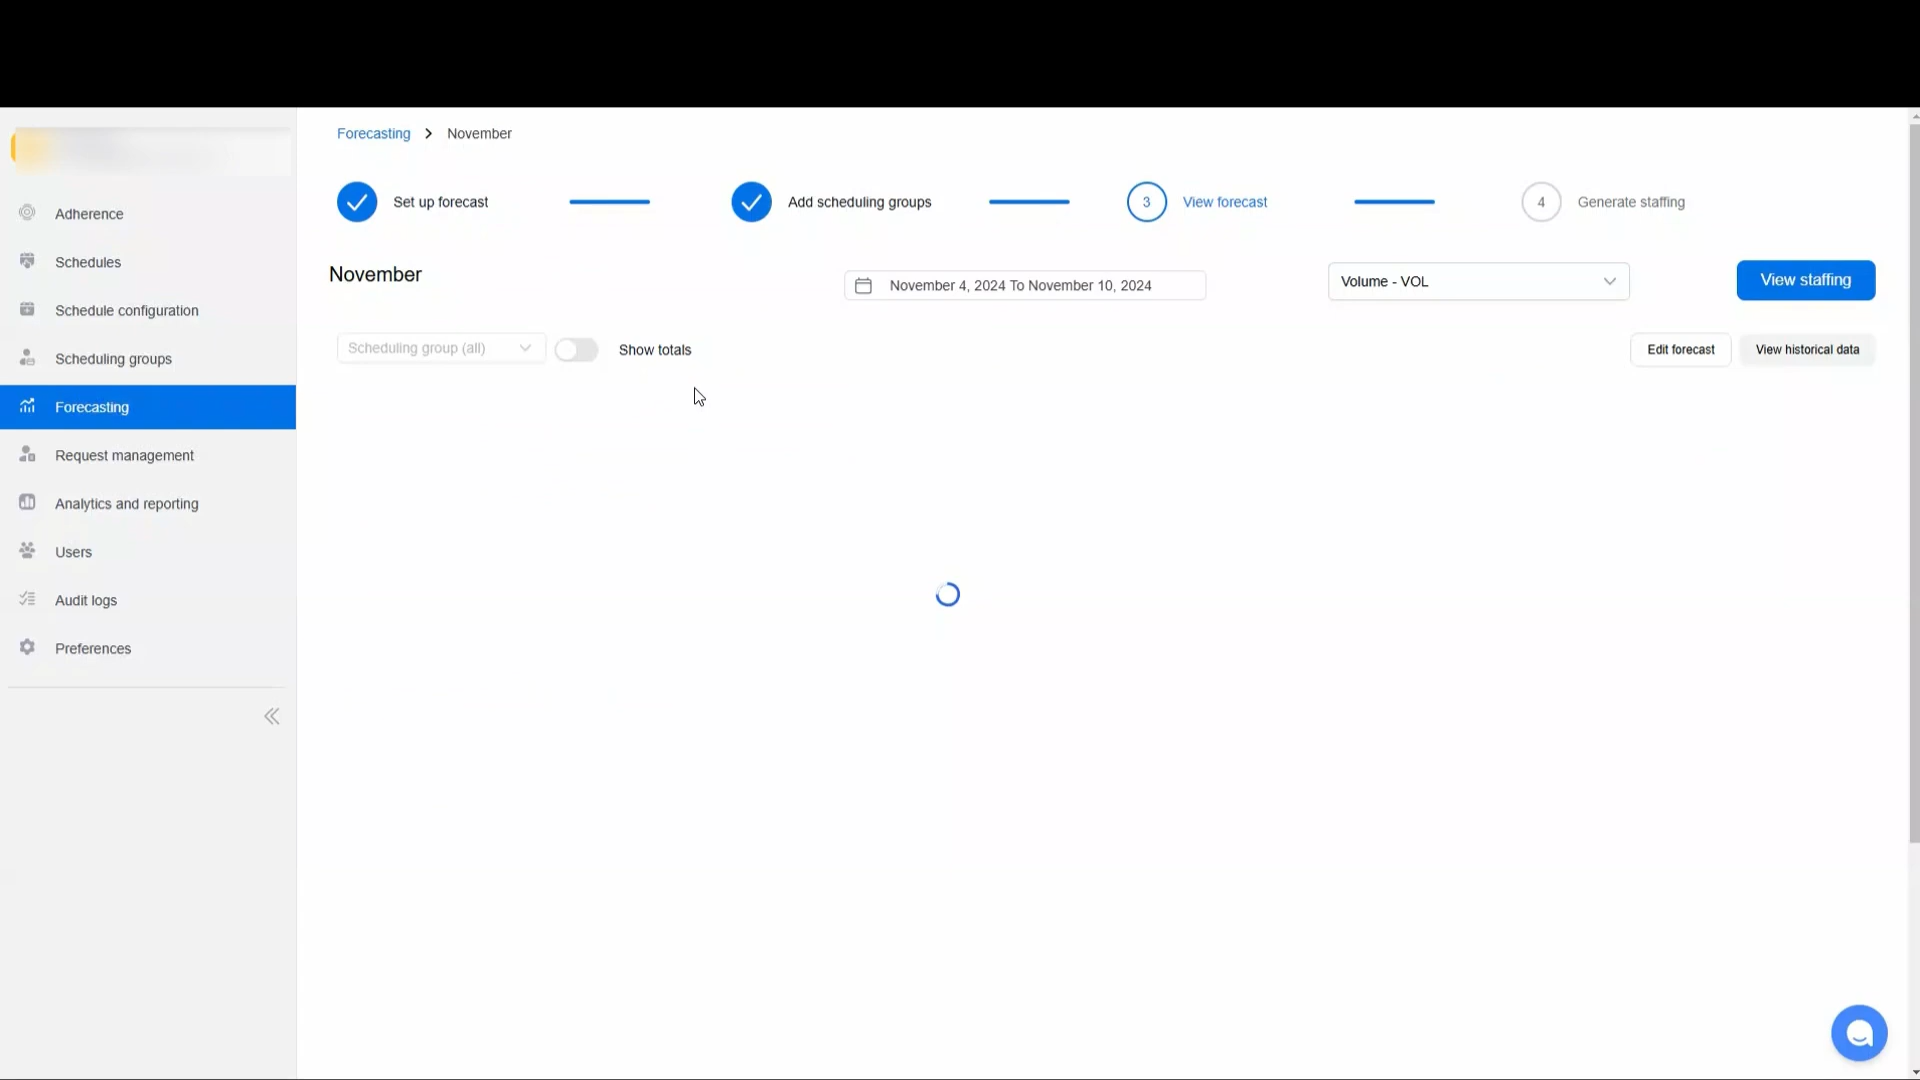 Forecasting > November
Set up forecast
Add scheduling groups
3 View forecast
4 Generate staffing
November
November 4, 2024 To November 10, 2024
Volume - VOL
View staffing
Scheduling group (all)
Show totals
Edit forecast
View historical data
Adherence
Schedules
Schedule configuration
Scheduling groups
Forecasting
Request management
Analytics and reporting
Users
Audit logs
Preferences